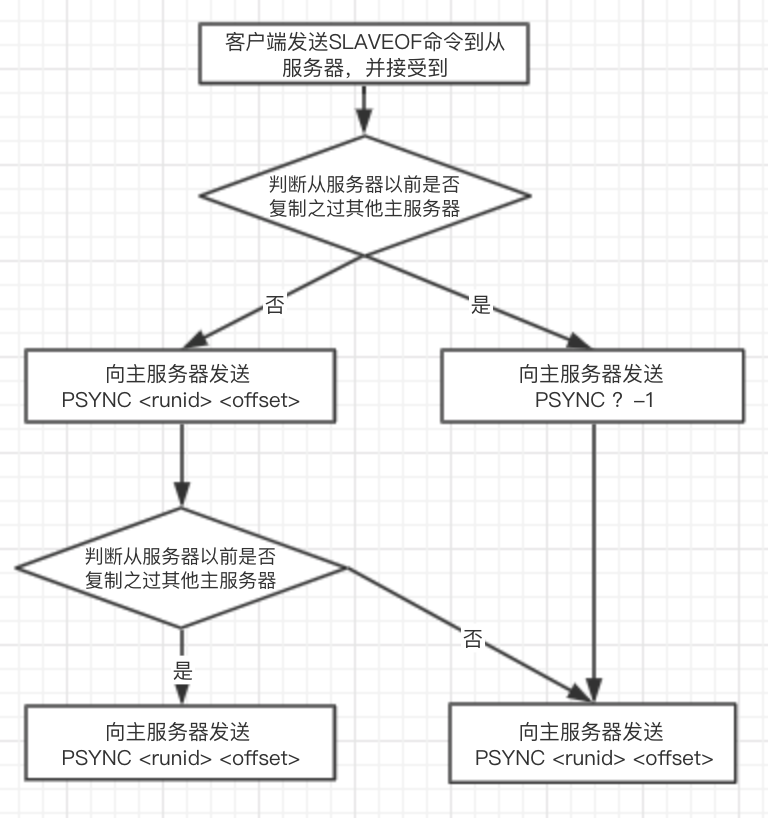 客户端发送SLAVEOF命令到从
服务器，并接受到
判断从服务器以前是否
复制之过其他主服务器
否
是
向主服务器发送
PSYNC <runid> <offset>
向主服务器发送
PSYNC ? -1
判断从服务器以前是否
复制之过其他主服务器
否
是
向主服务器发送
PSYNC <runid> <offset>
向主服务器发送
PSYNC <runid> <offset>